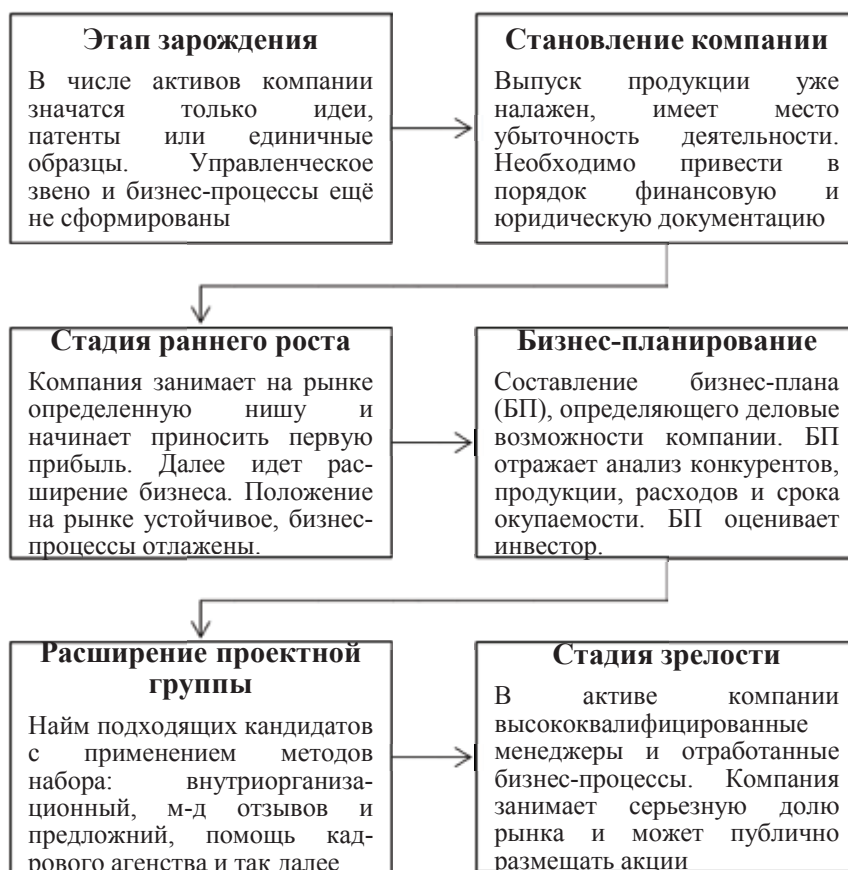 Этап зарождения
В числе активов компании
значатся только идеи,
патенты или единичные
образцы. Управленческое
звено и бизнес-процессы ещё
не сформированы
Становление компании
Выпуск продукции уже
налажен, имеет место
убыточность деятельности.
Необходимо привести в
порядок финансовую и
юридическую документацию
Стадия раннего роста
Компания занимает на рынке
определенную нишу и
начинает приносить первую
прибыль. Далее идет рас-
ширение бизнеса. Положение
на рынке устойчивое, бизнес-
процессы отлажены.
Бизнес-планирование
Составление бизнес-плана
(БП), определяющего деловые
возможности компании. БП
отражает анализ конкурентов,
продукции, расходов и срока
окупаемости. БП оценивает
инвестор.
Расширение проектной
группы
Найм подходящих кандидатов
с применением методов
набора: внутриорганиза-
ционный, м-д отзывов и
предложний, помощь кад-
рового агенства и так далее
Стадия зрелости
В активе компании
высококвалифицированные
менеджеры и отработанные
бизнес-процессы. Компания
занимает серьезную долю
рынка и может публично
размещать акции